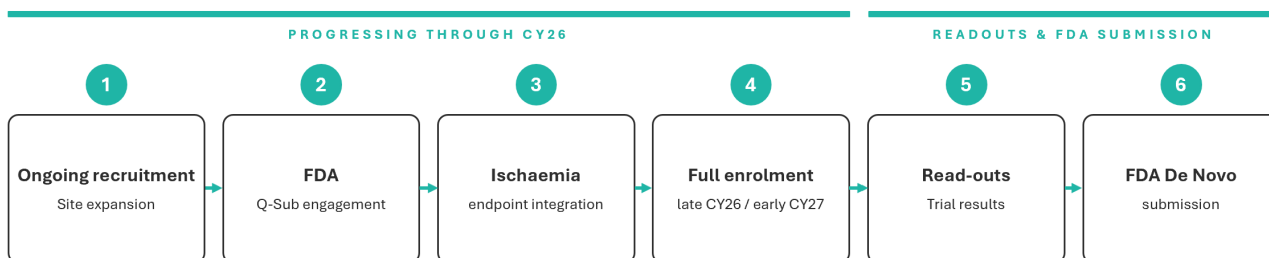 PROGRESSING THROUGH CY26
READOUTS & FDA SUBMISSION
1
2
3
4
5
6
Ongoing recruitment
Site expansion
FDA
Q-Sub engagement
Ischaemia
endpoint integration
Full enrolment
late CY26 / early CY27
Read-outs
Trial results
FDA De Novo
submission